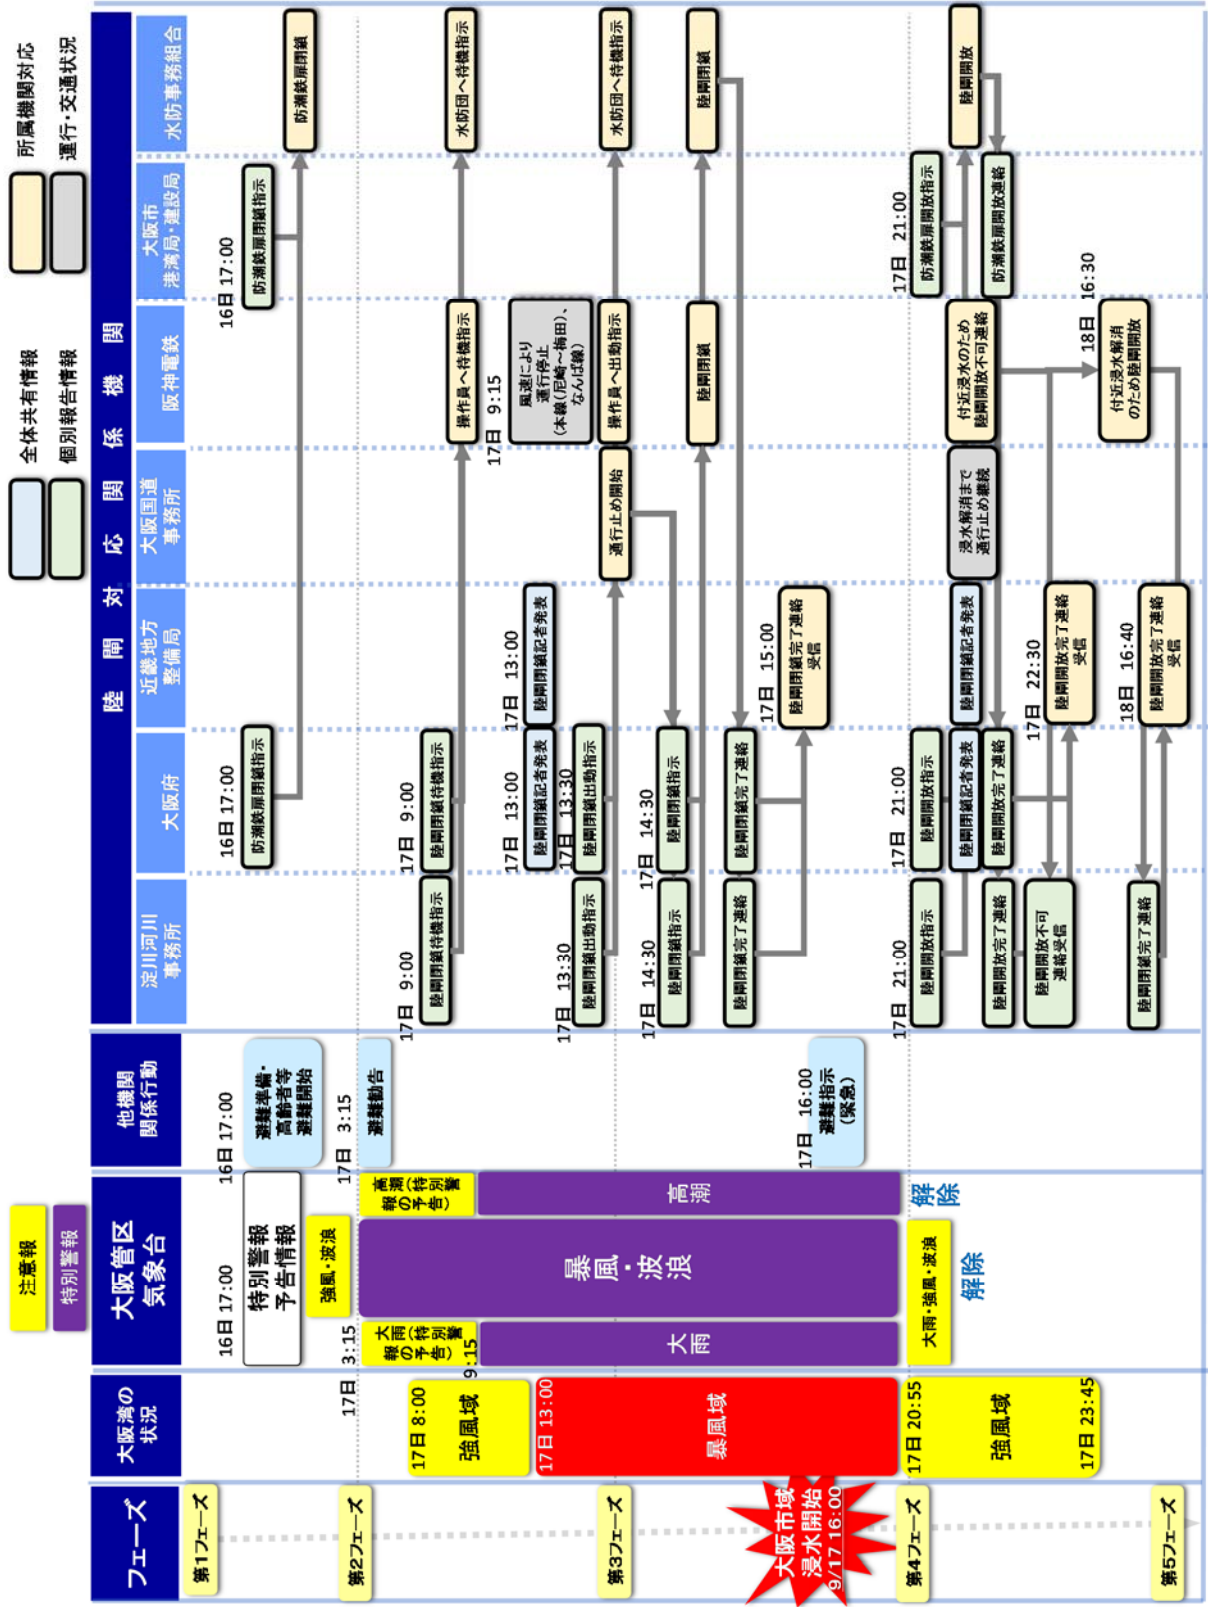 注意報
特別警報
全体共有情報
個別報告情報
所属機関対応
運行・交通状況
フェーズ
大阪湾の
状況
大阪管区
気象台
他機関
関係行動
陸閘対応関係機関
淀川河川
事務所
大阪府
近畿地方
整備局
大阪国道
事務所
阪神電鉄
大阪市
港湾局・建設局
水防事務組合
第1フェーズ
第2フェーズ
第3フェーズ
第4フェーズ
第5フェーズ
大阪市域
浸水開始
9/17 16:00
17日 8:00
強風域
17日 13:00
暴風域
17日 20:55
強風域
17日 23:45
16日 17:00
特別警報
予告情報
強風・波浪
17日 3:15
大雨(特別警
報の予告)
9:15
大雨
暴風・波浪
高潮(特別警
報の予告)
高潮
大雨・強風・波浪
解除
解除
16日 17:00
避難準備・
高齢者等
避難開始
17日 3:15
避難勧告
17日 16:00
避難指示
(緊急)
17日 9:00
陸閘閉鎖待機指示
17日 13:30
陸閘閉鎖出動指示
17日 14:30
陸閘閉鎖指示
陸閘閉鎖完了連絡
17日 21:00
陸閘開放指示
陸閘開放完了連絡
陸閘開放不可
連絡受信
陸閘閉鎖完了連絡
16日 17:00
防潮鉄扉閉鎖指示
17日 9:00
陸閘閉鎖待機指示
17日 13:00
陸閘閉鎖記者発表
17日 13:30
陸閘閉鎖出動指示
17日 14:30
陸閘閉鎖指示
陸閘閉鎖完了連絡
17日 21:00
陸閘開放指示
陸閘閉鎖記者発表
陸閘開放完了連絡
17日 13:00
陸閘閉鎖記者発表
17日 15:00
陸閘閉鎖完了連絡
受信
陸閘閉鎖記者発表
17日 22:30
陸閘開放完了連絡
受信
18日 16:40
陸閘開放完了連絡
受信
通行止め開始
浸水解消まで
通行止め継続
操作員へ待機指示
17日 9:15
風速により
運行停止
(本線(尼崎~梅田)、
なんば線)
操作員へ出動指示
陸閘閉鎖
付近浸水のため
陸閘開放不可連絡
18日 16:30
付近浸水解消
のため陸閘開放
16日 17:00
防潮鉄扉閉鎖指示
17日 21:00
防潮鉄扉開放指示
防潮鉄扉開放連絡
防潮鉄扉閉鎖
水防団へ待機指示
水防団へ待機指示
陸閘閉鎖
陸閘開放